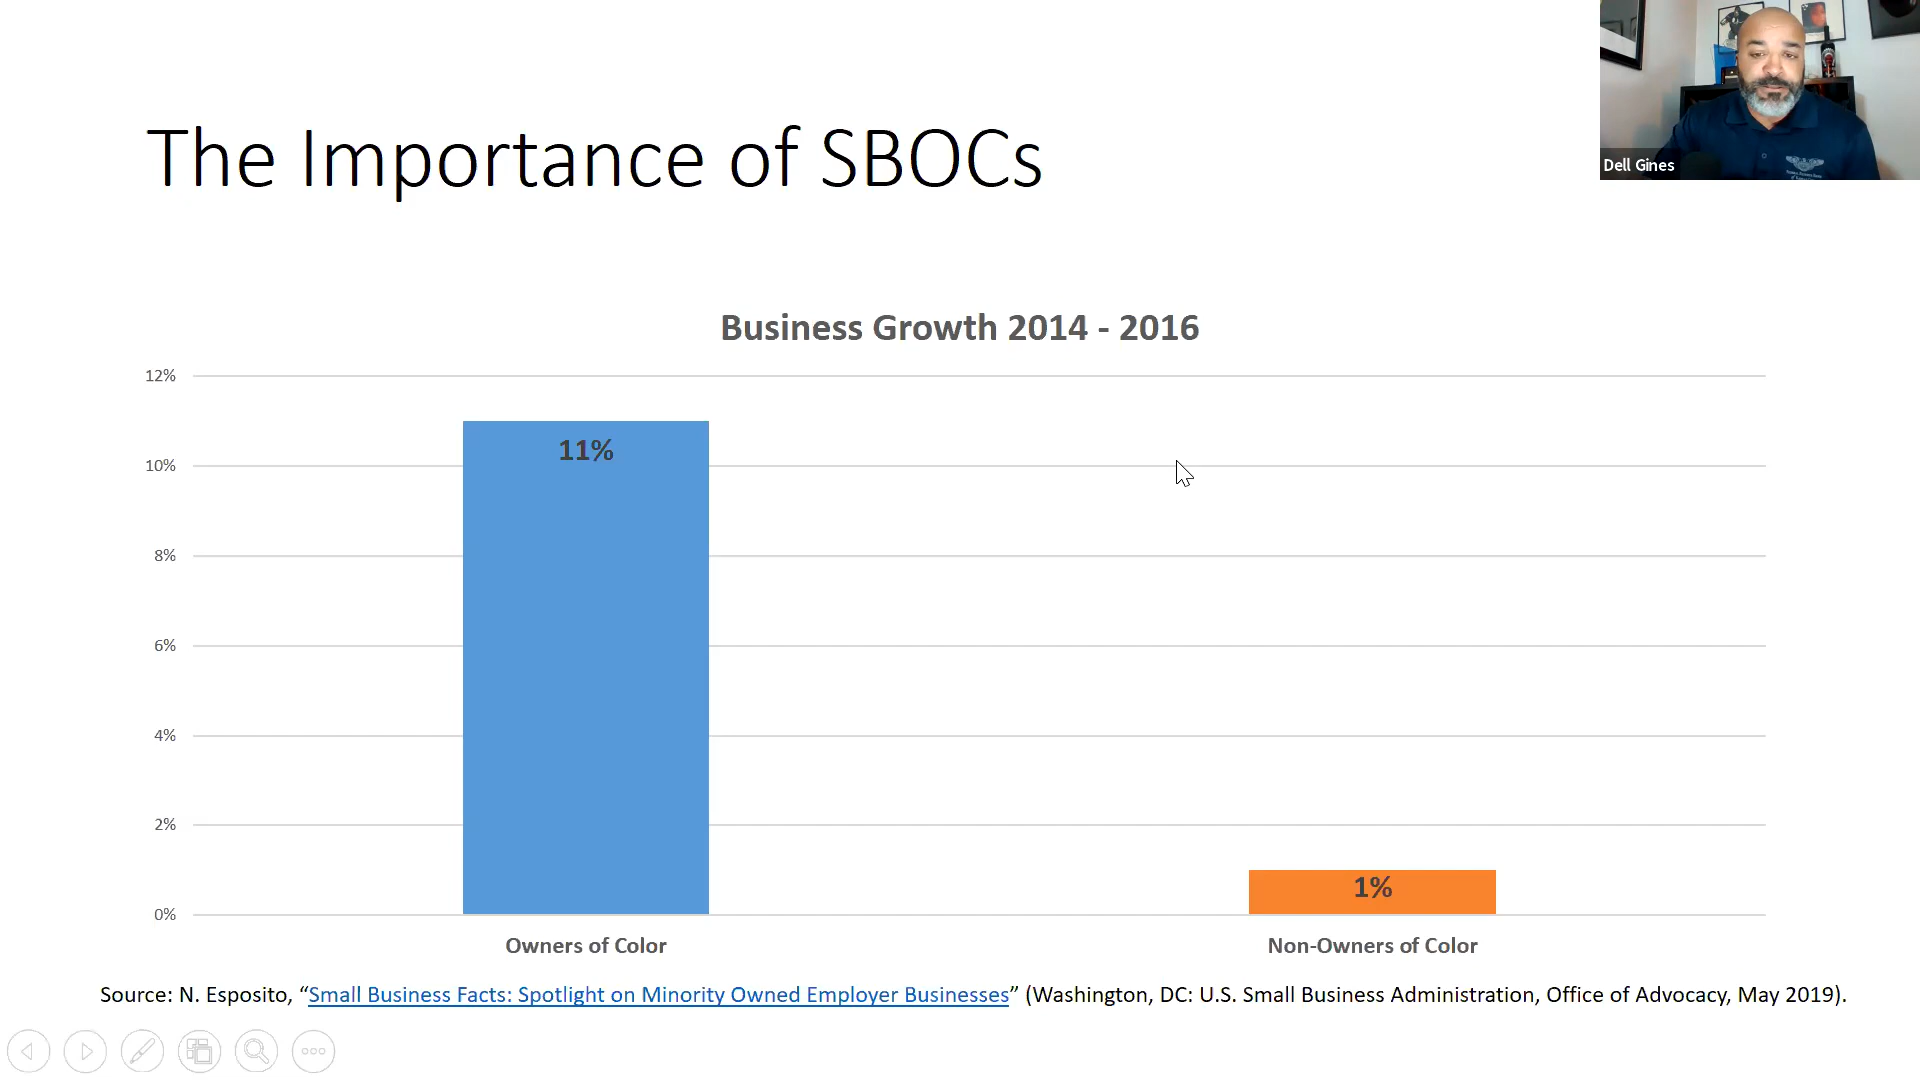 The Importance of SBOCs
Dell Gines
Business Growth 2014 - 2016
12%
10%
8%
6%
4%
2%
0%
11%
1%
Owners of Color
Non-Owners of Color
Source: N. Esposito, “Small Business Facts: Spotlight on Minority Owned Employer Businesses” (Washington, DC: U.S. Small Business Administration, Office of Advocacy, May 2019).